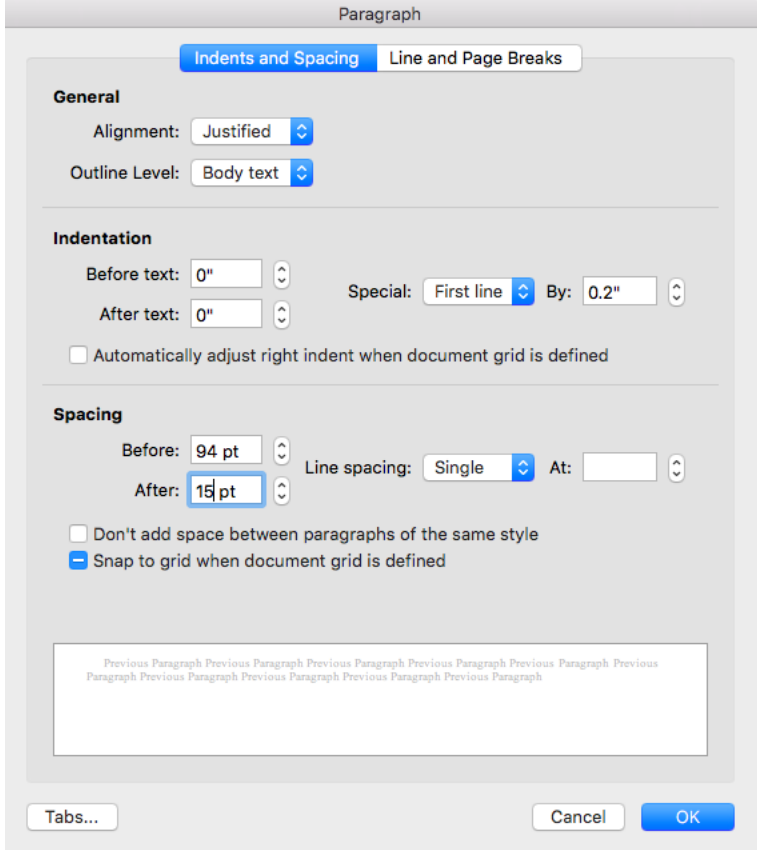 Paragraph
Indents and Spacing Line and Page Breaks
General
Alignment: Justified
Outline Level: Body text
Indentation
Before text: 0"
Special: First line By: 0.2"
After text: 0"
Automatically adjust right indent when document grid is defined
Spacing
Before: 94 pt
Line spacing: Single At:
After: 15 pt
Don't add space between paragraphs of the same style
Snap to grid when document grid is defined
Previous Paragraph Previous Paragraph Previous Paragraph Previous Paragraph Previous Paragraph Previous
Paragraph Previous Paragraph Previous Paragraph Previous Paragraph Previous Paragraph
Tabs... Cancel OK